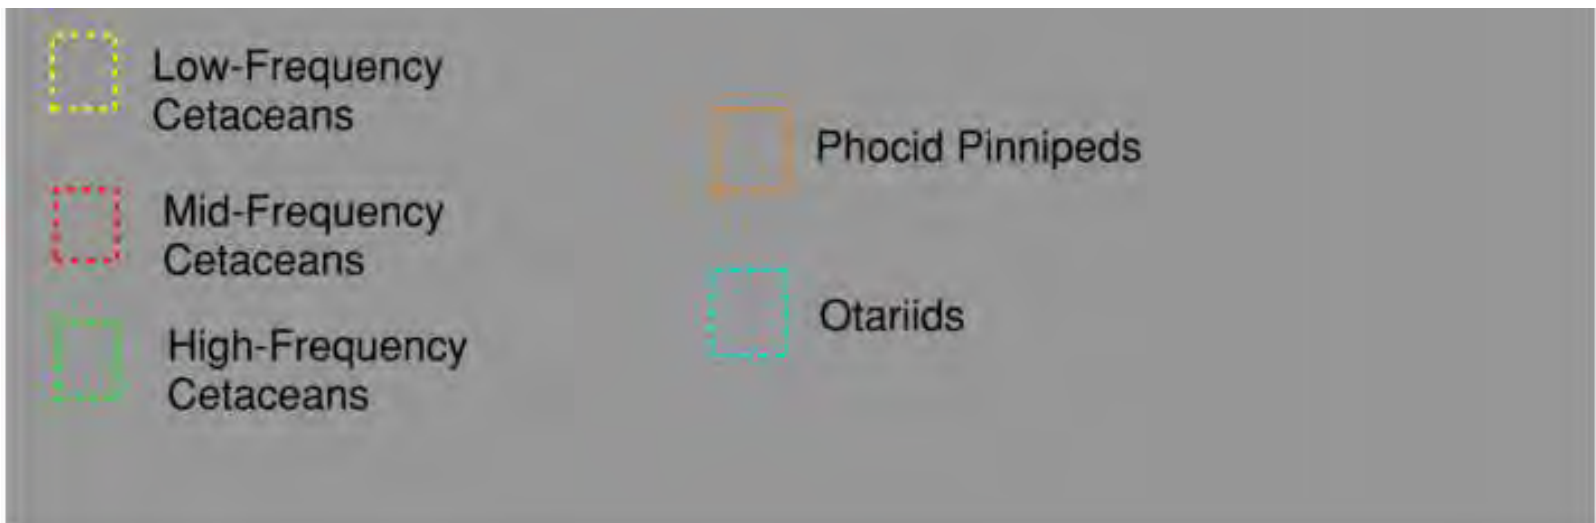 Low-Frequency
Cetaceans
Mid-Frequency
Cetaceans
High-Frequency
Cetaceans
Phocid Pinnipeds
Otariids